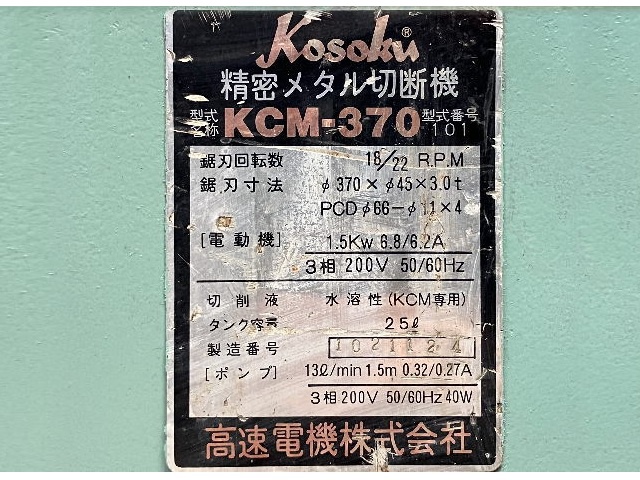 Kosoku®
精密メタル切断機
型式名称 KCM-370 型式番号 101
鋸刃回転数 18/22 R.P.M
鋸刃寸法 φ370×φ45×3.0t
PCDφ66-φ11×4
[電動機] 1.5Kw 6.8/6.2A
3相 200V 50/60Hz
切削液 水溶性(KCM専用)
タンク容量 25ℓ
製造番号 1021124
[ポンプ] 13ℓ/min 1.5m 0.32/0.27A
3相200V 50/60Hz 40W
高速電機株式会社